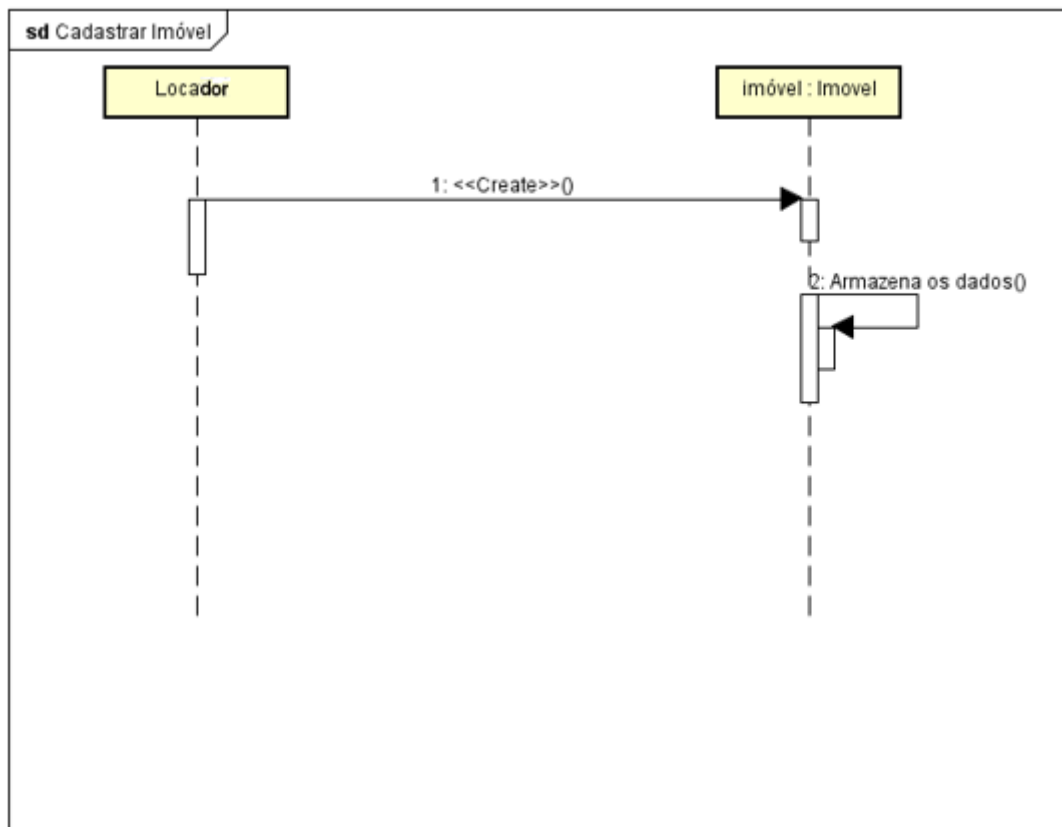 sd Cadastrar Imóvel
Locador
imóvel : Imovel
1: <<Create>>()
2: Armazena os dados()